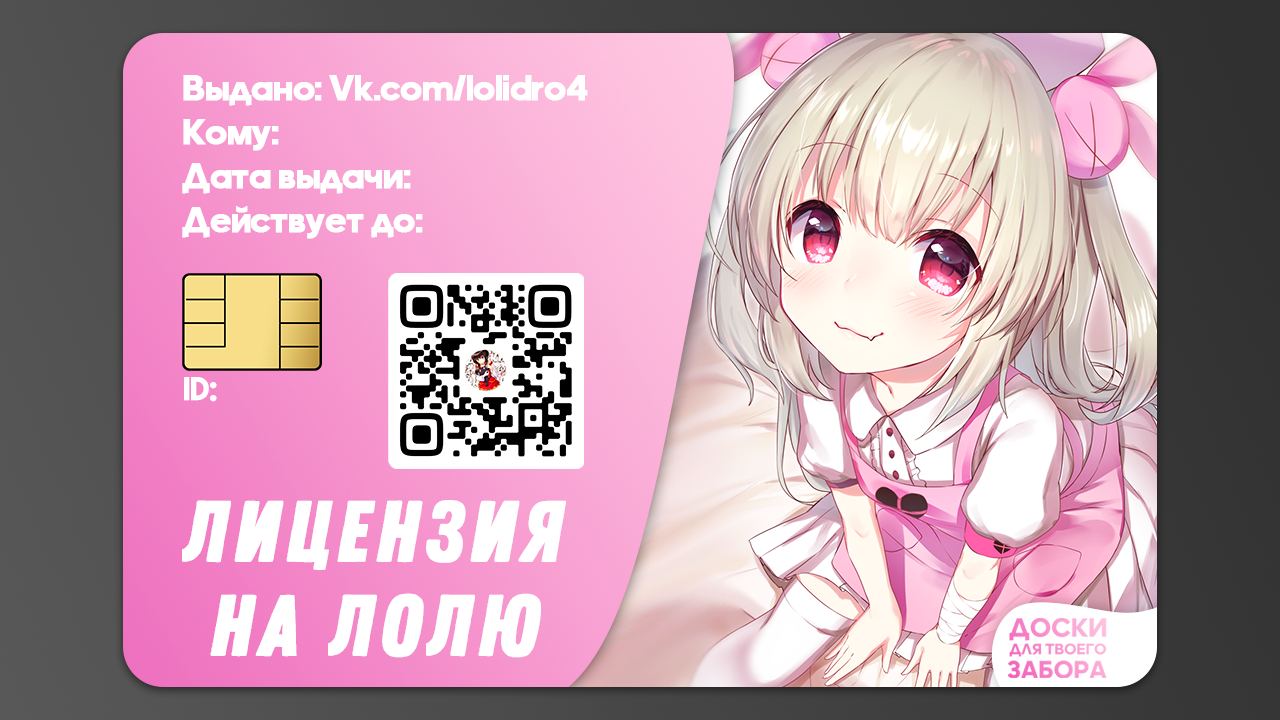 Выдано: Vk.com/lolidro4
Кому:
Дата выдачи:
Действует до:
ID:
ЛИЦЕНЗИЯ
НА ЛОЛЮ
ДОСКИ
ДЛЯ ТВОЕГО
ЗАБОРА